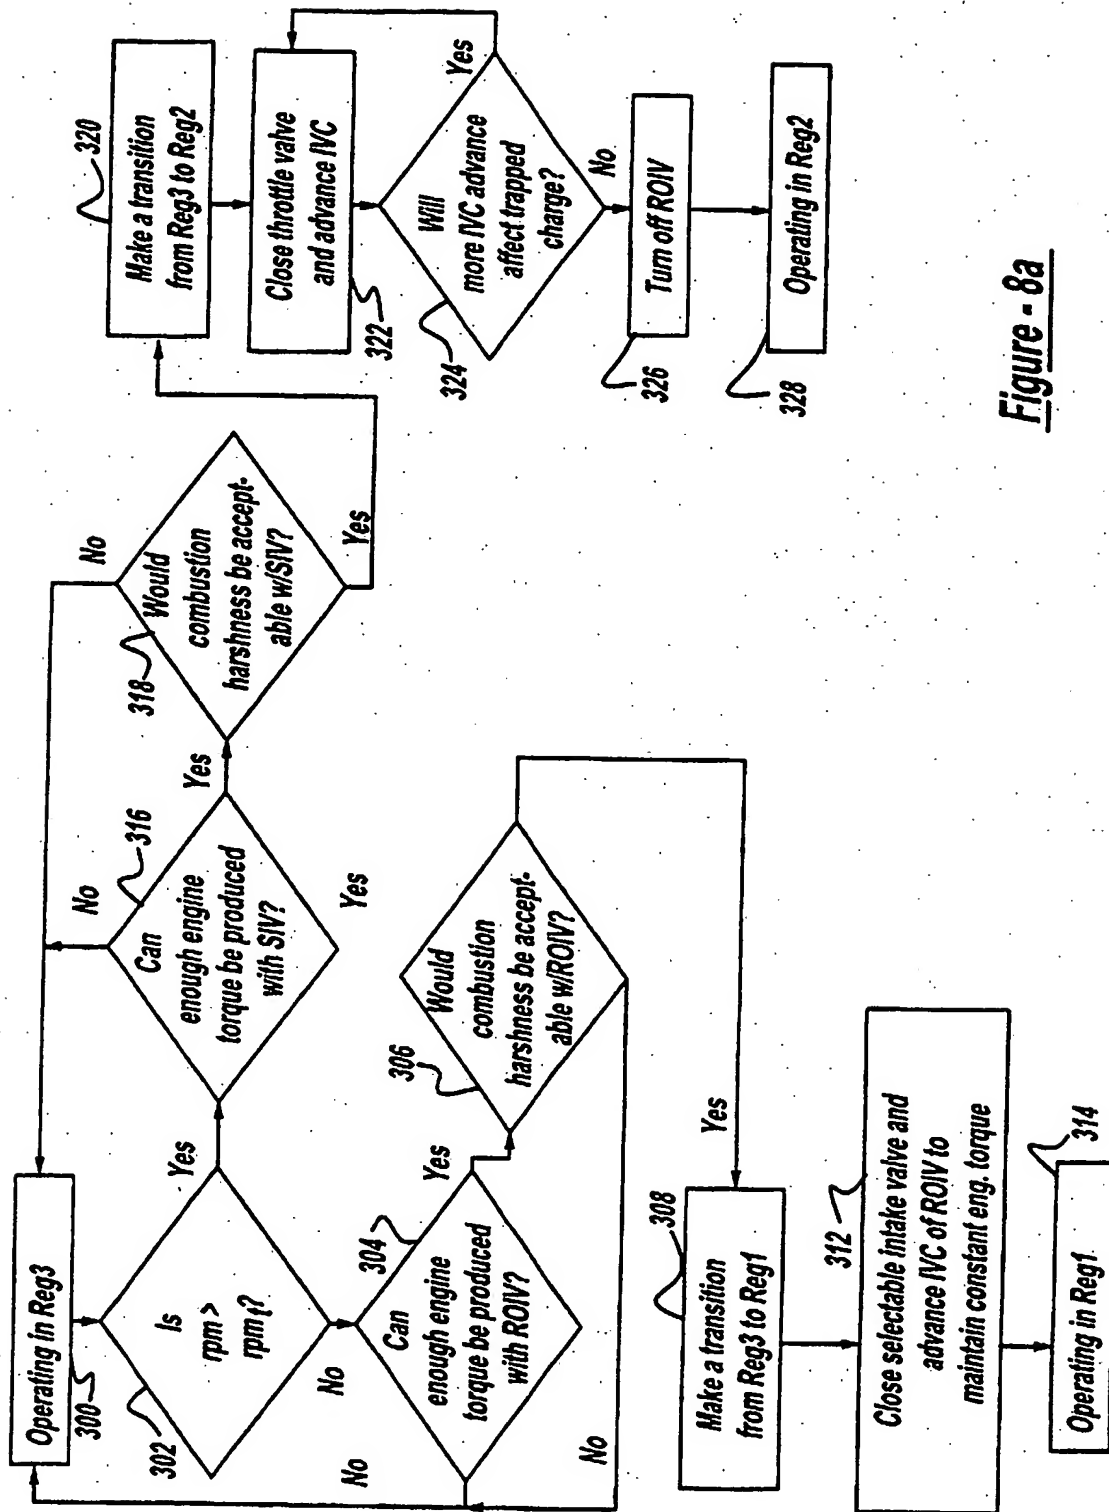 Operating in Reg3
300
Is
rpm >
rpm t?
302
Yes
No
Can
enough engine
torque be produced
with SIV?
316
No
Yes
Yes
Would
combustion
harshness be accept-
able w/SIV?
318
No
Yes
Make a transition
from Reg3 to Reg2
320
Close throttle valve
and advance IVC
322
Will
more IVC advance
affect trapped
charge?
324
Yes
No
Turn off ROIV
326
Operating in Reg2
328
Can
enough engine
torque be produced
with ROIV?
304
Yes
No
Would
combustion
harshness be accept-
able w/ROIV?
306
No
Yes
Make a transition
from Reg3 to Reg1
308
Close selectable intake valve and
advance IVC of ROIV to
maintain constant eng. torque
312
Operating in Reg1
314
Figure - 8a